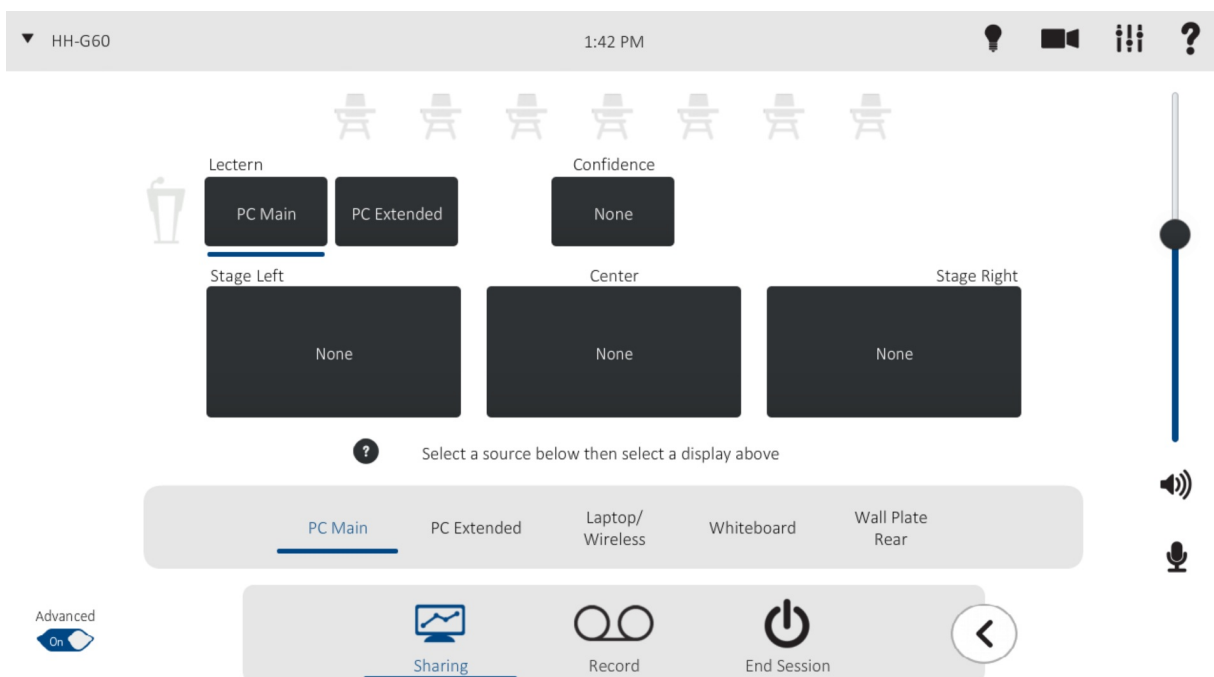 HH-G60
1:42 PM
?
Lectern
Confidence
PC Main
PC Extended
None
Stage Left
Center
Stage Right
None
None
None
? Select a source below then select a display above
PC Main
PC Extended
Laptop/
Wireless
Whiteboard
Wall Plate
Rear
Advanced
On
Sharing
Record
End Session